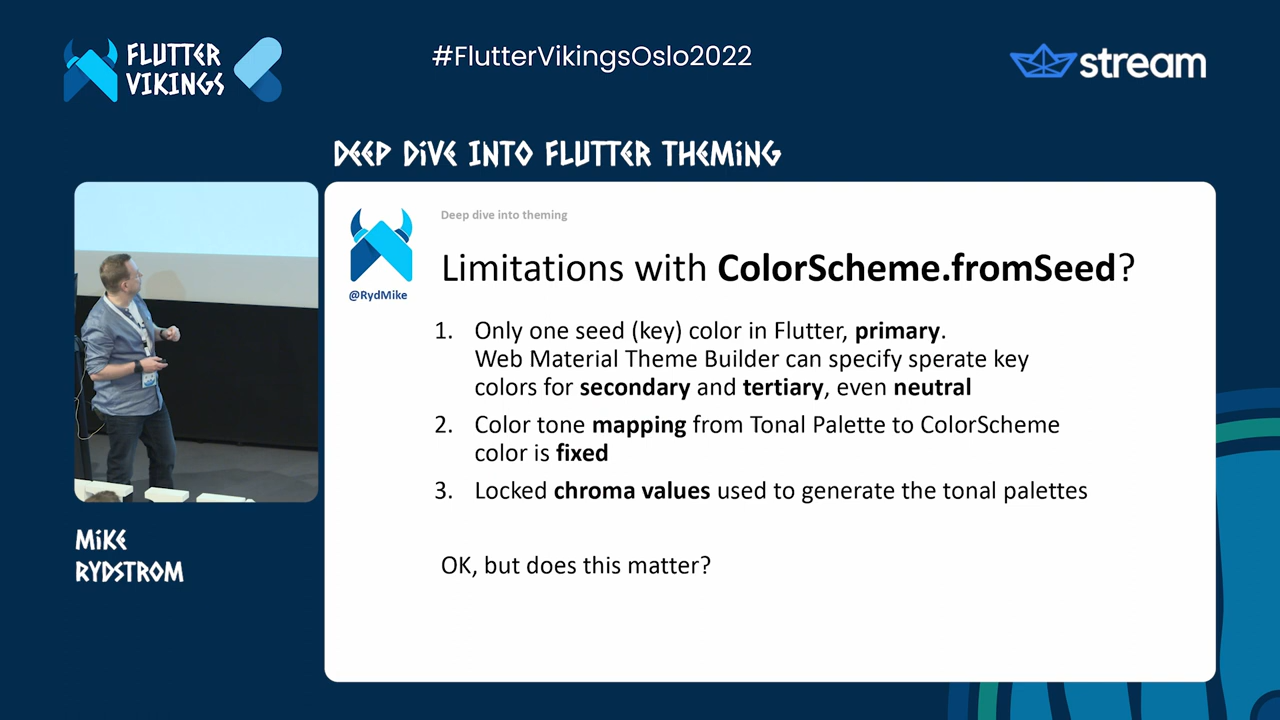 FLUTTER
VIKINGS
#FlutterVikingsOslo2022
stream
DEEP DIVE INTO FLUTTER THEMING
Deep dive into theming
Limitations with ColorScheme.fromSeed?
@RydMike
1. Only one seed (key) color in Flutter, primary.
Web Material Theme Builder can specify sperate key
colors for secondary and tertiary, even neutral
2. Color tone mapping from Tonal Palette to ColorScheme
color is fixed
3. Locked chroma values used to generate the tonal palettes
OK, but does this matter?
MIKE
RYDSTROM